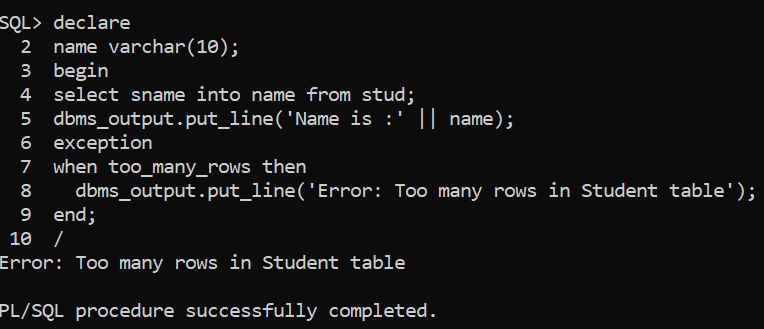 SQL> declare
  2  name varchar(10);
  3  begin
  4  select sname into name from stud;
  5  dbms_output.put_line('Name is :' || name);
  6  exception
  7  when too_many_rows then
  8    dbms_output.put_line('Error: Too many rows in Student table');
  9  end;
 10  /
Error: Too many rows in Student table
PL/SQL procedure successfully completed.